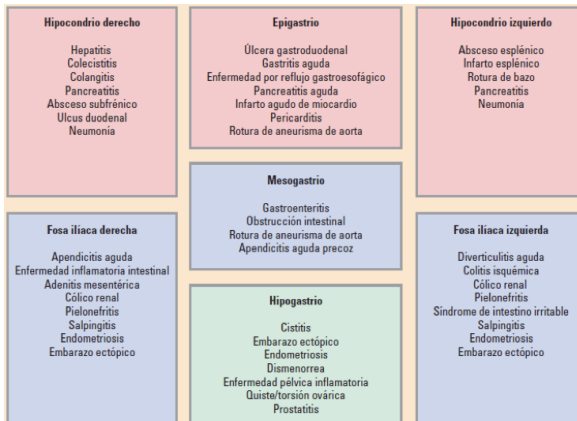 Hipocondrio derecho
Hepatitis
Colecistitis
Colangitis
Pancreatitis
Absceso subfrénico
Ulcus duodenal
Neumonía
Epigastrio
Úlcera gastroduodenal
Gastritis aguda
Enfermedad por reflujo gastroesofágico
Pancreatitis aguda
Infarto agudo de miocardio
Pericarditis
Rotura de aneurisma de aorta
Hipocondrio izquierdo
Absceso esplénico
Infarto esplénico
Rotura de bazo
Pancreatitis
Neumonía
Mesogastrio
Gastroenteritis
Obstrucción intestinal
Rotura de aneurisma de aorta
Apendicitis aguda precoz
Fosa iliaca derecha
Apendicitis aguda
Enfermedad inflamatoria intestinal
Adenitis mesentérica
Cólico renal
Pielonefritis
Salpingitis
Endometriosis
Embarazo ectópico
Hipogastrio
Cistitis
Embarazo ectópico
Endometriosis
Dismenorrea
Enfermedad pélvica inflamatoria
Quiste/torsión ovárica
Prostatitis
Fosa iliaca izquierda
Diverticulitis aguda
Colitis isquémica
Cólico renal
Pielonefritis
Síndrome de intestino irritable
Salpingitis
Endometriosis
Embarazo ectópico